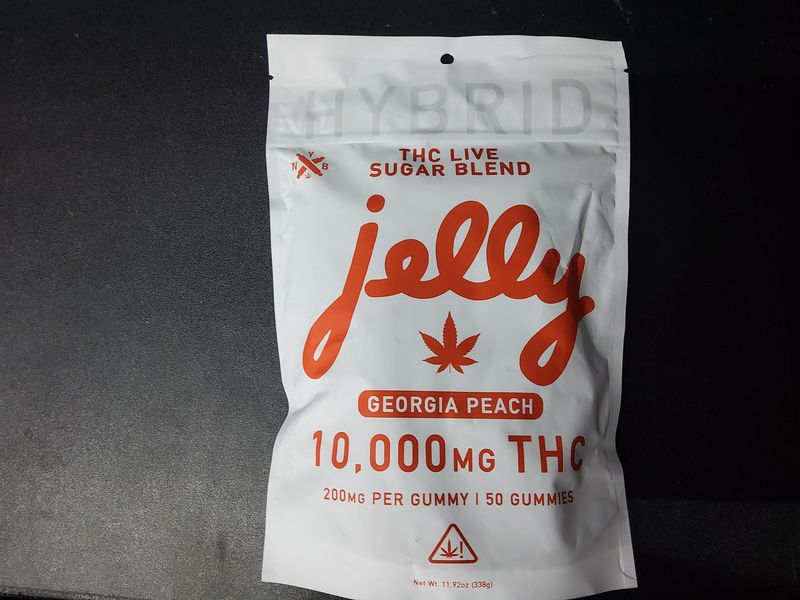 HYBRID
N Y B
THC LIVE
SUGAR BLEND
jelly
GEORGIA PEACH
10,000MG THC
200MG PER GUMMY | 50 GUMMIES
!
Net Wt. 11.92oz (338g)